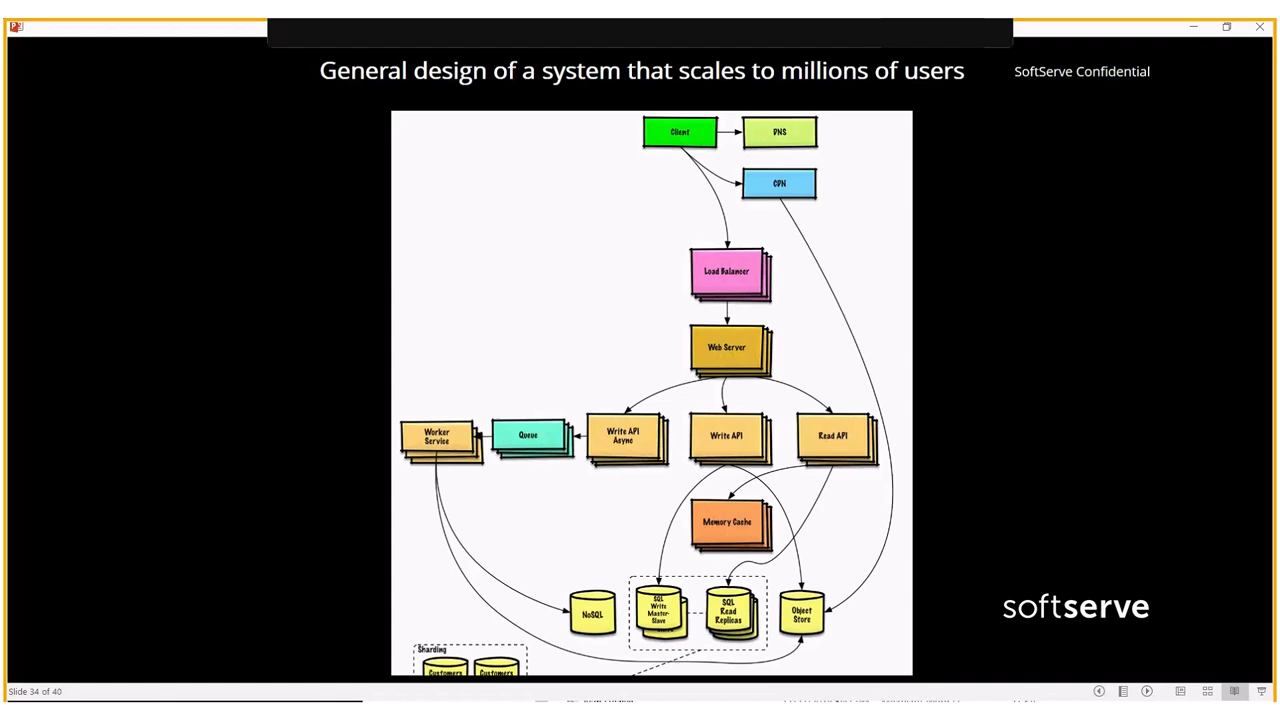 General design of a system that scales to millions of users
SoftServe Confidential
Client
DNS
CDN
Load Balancer
Web Server
Worker
Service
Queue
Write API
Async
Write API
Read API
Memory Cache
NoSQL
SQL
Write
Master-
Slave
SQL
Read
Replicas
Object
Store
Sharding
Customers
Customers
softserve
Slide 34 of 40